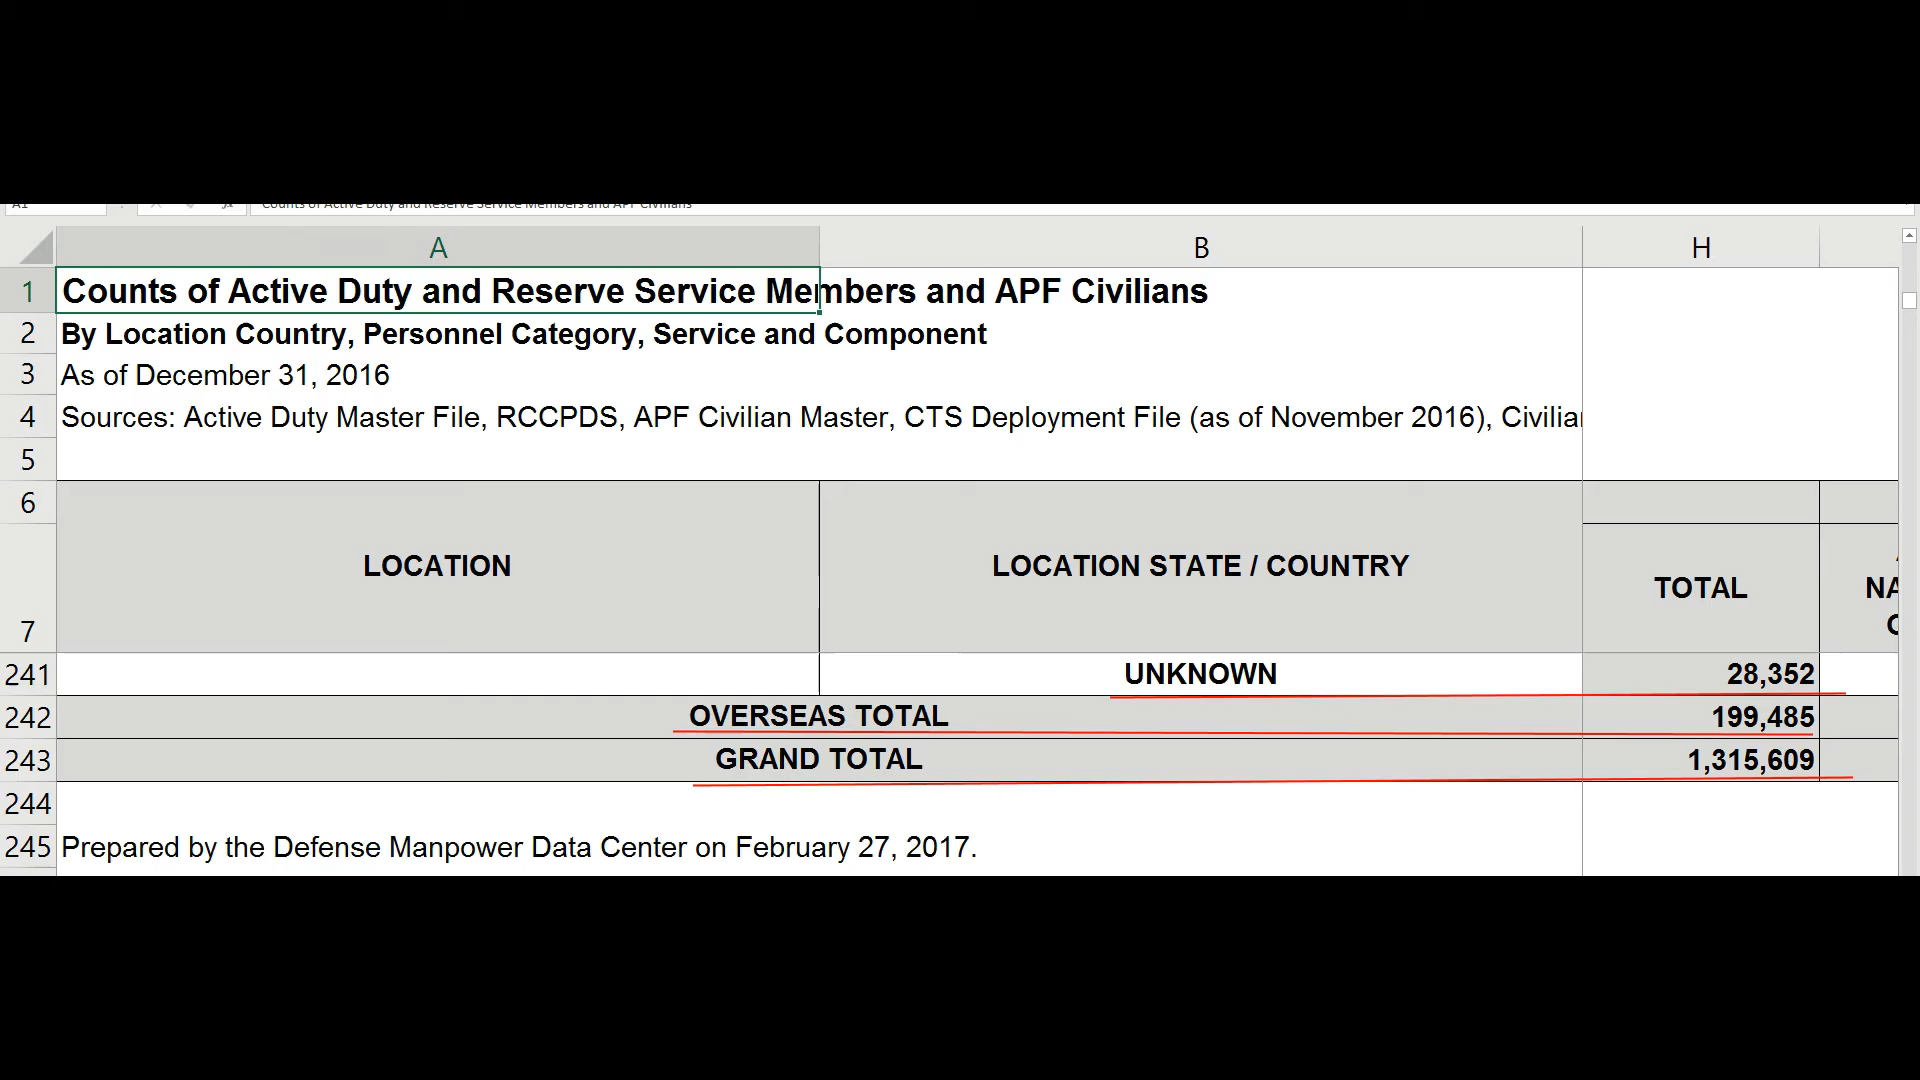 A B H
1 Counts of Active Duty and Reserve Service Members and APF Civilians
2 By Location Country, Personnel Category, Service and Component
3 As of December 31, 2016
4 Sources: Active Duty Master File, RCCPDS, APF Civilian Master, CTS Deployment File (as of November 2016),
5
6
LOCATION LOCATION STATE / COUNTRY TOTAL
7
241 UNKNOWN 28,352
242 OVERSEAS TOTAL 199,485
243 GRAND TOTAL 1,315,609
244
245 Prepared by the Defense Manpower Data Center on February 27, 2017.